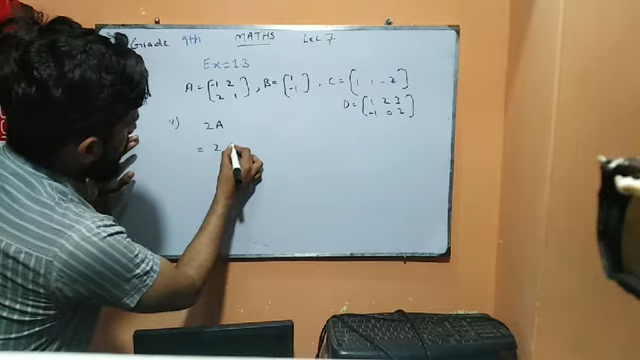 Grade 9th MATHS Lec 7
Ex=13
A = [-1 2 2 1] , B = [1 -1] , C = [1 1 -2]
D = [1 2 3 -1 0 2]
v) 2A
= 2